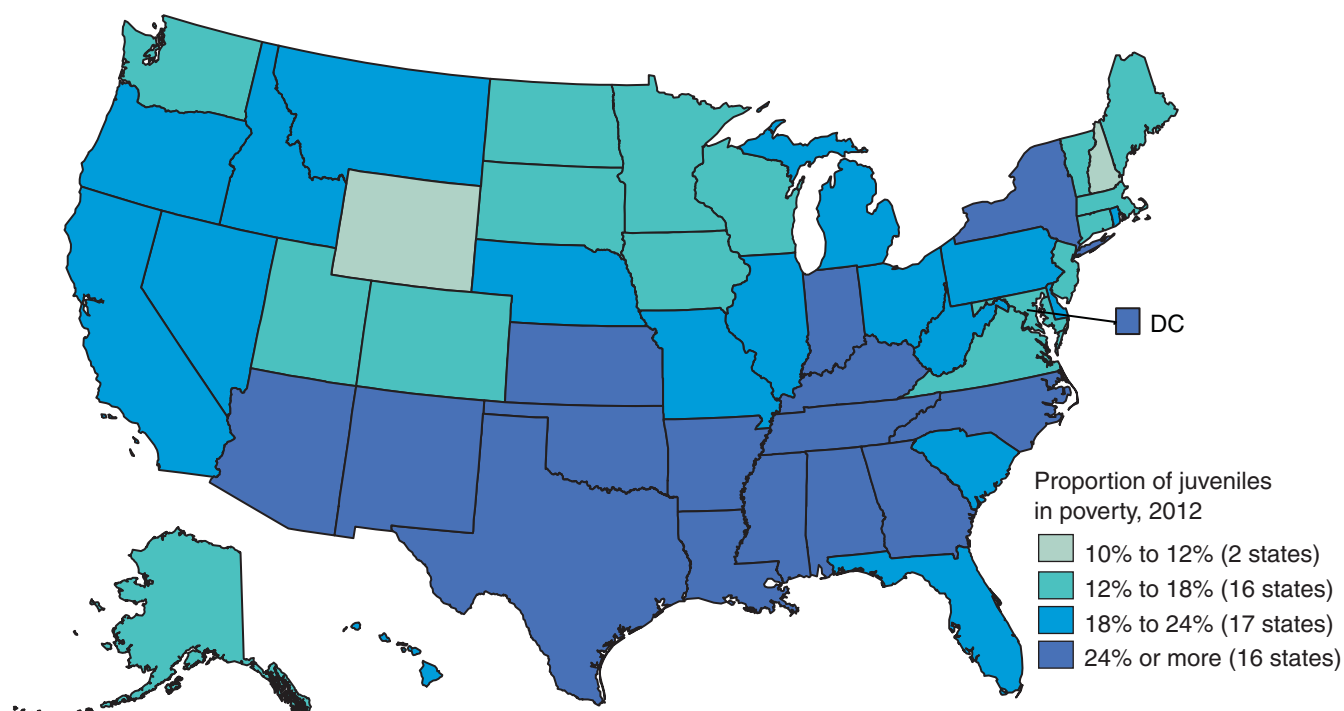 DC
Proportion of juveniles
in poverty, 2012
10% to 12% (2 states)
12% to 18% (16 states)
18% to 24% (17 states)
24% or more (16 states)